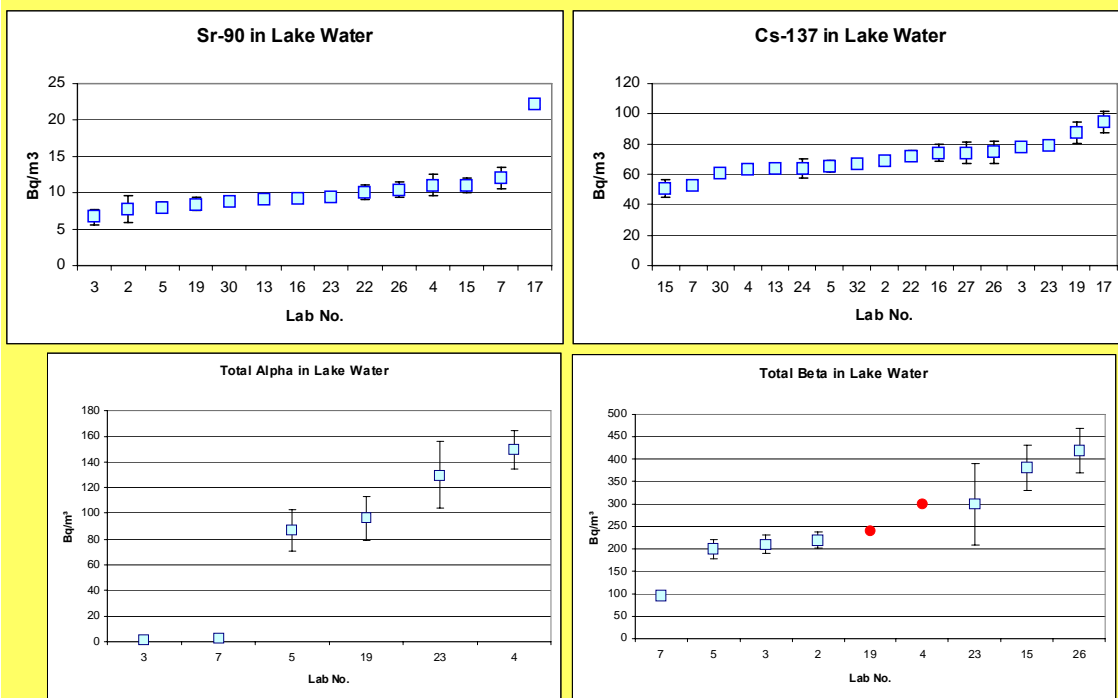 Sr-90 in Lake Water
25
20
15
10
5
0
Bq/m3
3 2 5 19 30 13 16 23 22 26 4 15 7 17
Lab No.
Cs-137 in Lake Water
120
100
80
60
40
20
0
Bq/m3
15 7 30 4 13 24 5 32 2 22 16 27 26 3 23 19 17
Lab No.
Total Alpha in Lake Water
180
160
140
120
100
80
60
40
20
0
Bq/m³
3 7 5 19 23 4
Lab No.
Total Beta in Lake Water
500
450
400
350
300
250
200
150
100
50
0
Bq/m³
7 5 3 2 19 4 23 15 26
Lab No.